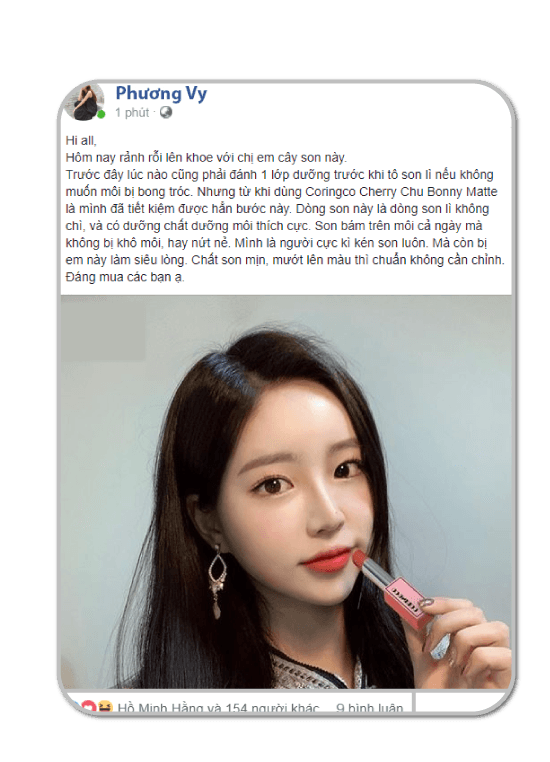 Phương Vy
1 phút ·
Hi all,
Hôm nay rảnh rỗi lên khoe với chị em cây son này.
Trước đây lúc nào cũng phải đánh 1 lớp dưỡng trước khi tô son lì nếu không
muốn môi bị bong tróc. Nhưng từ khi dùng Coringco Cherry Chu Bonny Matte
là mình đã tiết kiệm được hẳn bước này. Dòng son này là dòng son lì không
chì, và có dưỡng chất dưỡng môi thích cực. Son bám trên môi cả ngày mà
không bị khô môi, hay nứt nẻ. Mình là người cực kì kén son luôn. Mà còn bị
em này làm siêu lòng. Chất son mịn, mướt lên màu thì chuẩn không cần chỉnh.
Đáng mua các bạn ạ.
Hồ Minh Hằng và 154 người khác 9 bình luận